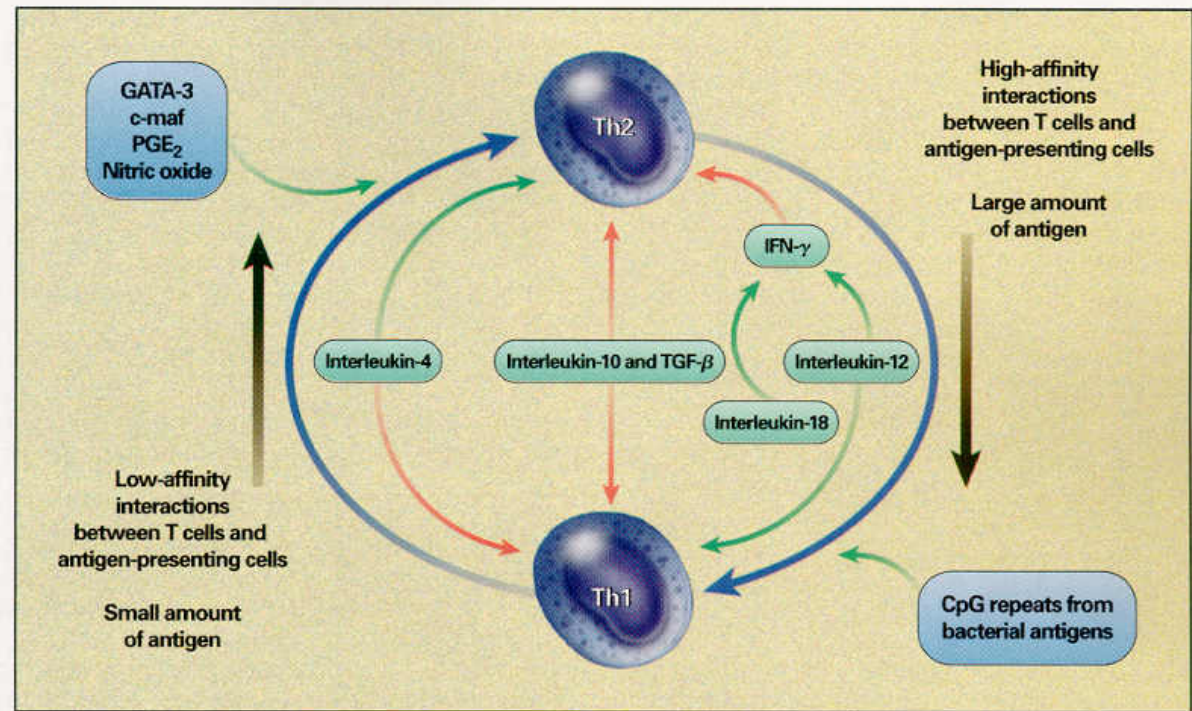 GATA-3
c-maf
PGE₂
Nitric oxide
Th2
High-affinity
interactions
between T cells and
antigen-presenting cells
Large amount
of antigen
IFN-γ
Interleukin-4
Interleukin-10 and TGF-β
Interleukin-12
Interleukin-18
Low-affinity
interactions
between T cells and
antigen-presenting cells
Small amount
of antigen
Th1
CpG repeats from
bacterial antigens